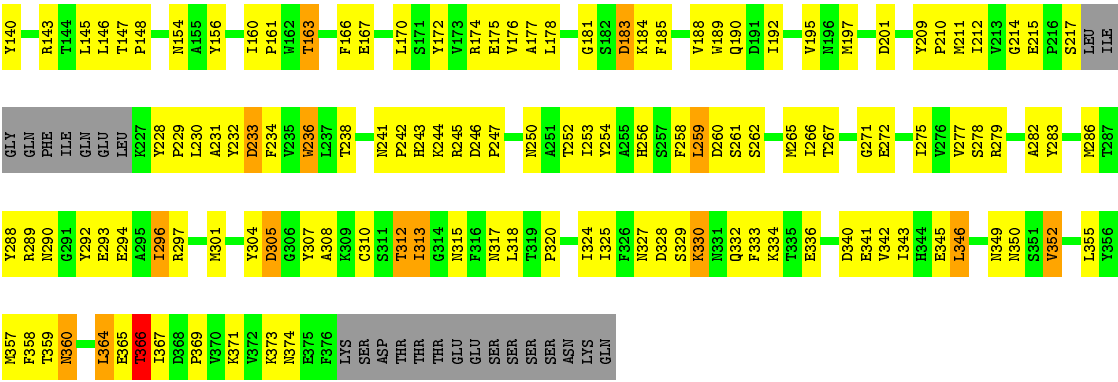 Y140 R143 T144 L145 L146 T147 P148 N154 A155 Y156 I160 P161 W162 T163 F166 E167 L170 S171 Y172 V173 R174 E175 V176 A177 L178 G181 S182 D183 K184 F185 V188 W189 Q190 D191 I192 V195 N196 M197 D201 Y209 P210 M211 I212 V213 G214 E215 P216 S217 LEU ILE
GLY GLN PHE ILE GLN GLU LEU K227 Y228 P229 L230 A231 Y232 D233 F234 V235 W236 L237 T238 N241 P242 H243 K244 R245 D246 P247 N250 A251 T252 I253 Y254 A255 H256 S257 F258 L259 D260 S261 S262 M265 I266 T267 G271 E272 I275 V276 V277 S278 R279 A282 Y283 M286 T287
Y288 R289 N290 G291 Y292 E293 E294 A295 I296 R297 M301 Y304 D305 G306 Y307 A308 K309 C310 S311 T312 I313 G314 N315 F316 N317 L318 T319 P320 I324 I325 F326 N327 D328 S329 K330 N331 Q332 F333 K334 T335 E336 D340 E341 V342 I343 H344 E345 L346 N349 N350 S351 V352 L355 Y356
M357 F358 T359 N360 L364 E365 T366 I367 D368 P369 V370 K371 V372 K373 N374 E375 F376 LYS SER ASP THR THR THR GLU GLU SER SER SER SER ASN LYS GLN